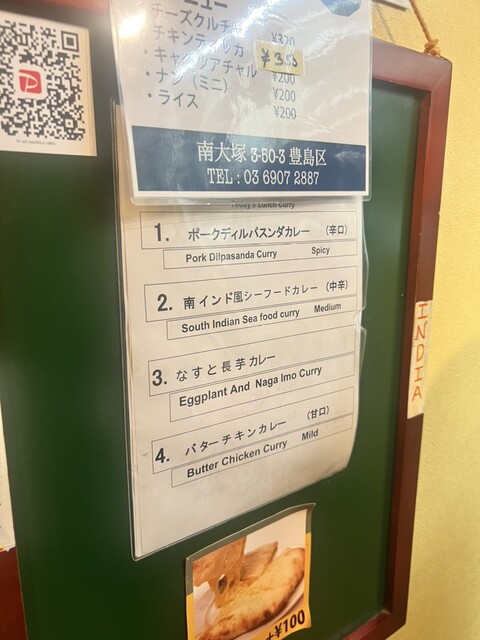 ニュー
チーズクルチャ
¥320
チキンティッカ
¥350
・キャベツアチャル
¥200
・ナン（ミニ）
¥200
・ライス
¥200
南大塚 3-50-3 豊島区
TEL : 03 6907 2887
Today's Lunch Curry
1. ポークディルパスンダカレー （辛口）
Pork Dilpasanda Curry Spicy
2. 南インド風シーフードカレー （中辛）
South Indian Sea food curry Medium
3. なすと長芋カレー
Eggplant And Naga Imo Curry
4. バターチキンカレー （甘口）
Butter Chicken Curry Mild
INDIA
+¥100